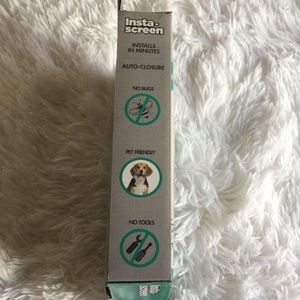 Insta-
screen
INSTALLS
IN MINUTES
AUTO-CLOSURE
NO BUGS
PET FRIENDLY
NO TOOLS